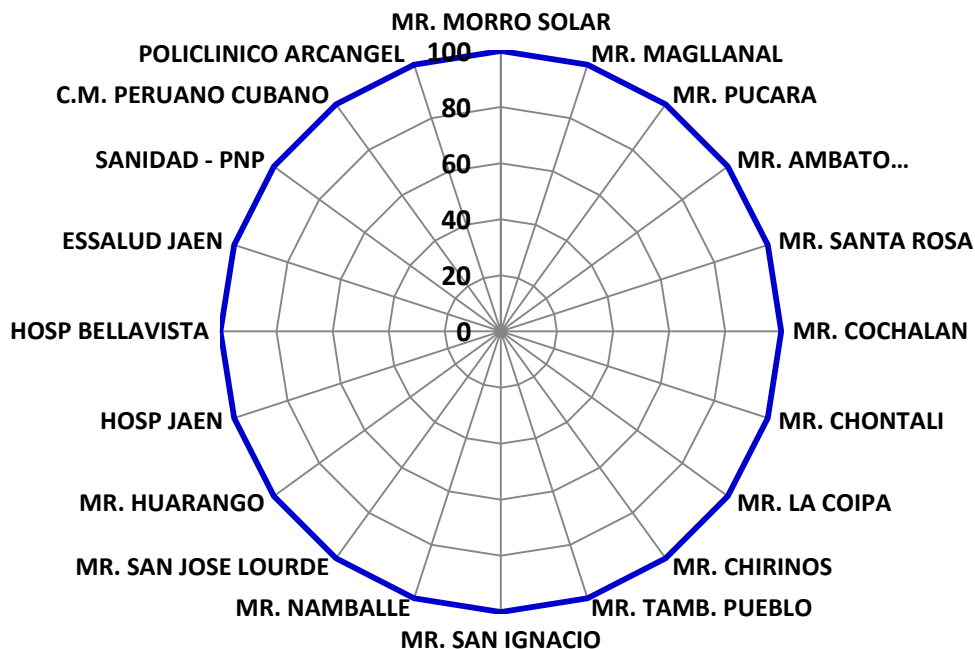 MR. MORRO SOLAR
MR. MAGLLANAL
MR. PUCARA
MR. AMBATO...
MR. SANTA ROSA
MR. COCHALAN
MR. CHONTALI
MR. LA COIPA
MR. CHIRINOS
MR. TAMB. PUEBLO
MR. SAN IGNACIO
MR. NAMBALLE
MR. SAN JOSE LOURDE
MR. HUARANGO
HOSP JAEN
HOSP BELLAVISTA
ESSALUD JAEN
SANIDAD - PNP
C.M. PERUANO CUBANO
POLICLINICO ARCANGEL
100
80
60
40
20
0